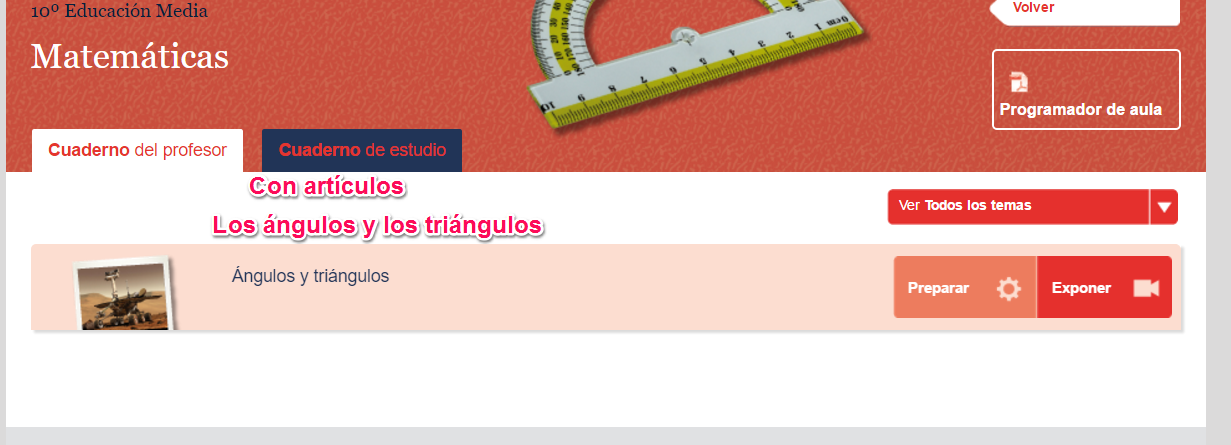 10º Educación Media
Matemáticas
Volver
Programador de aula
Cuaderno del profesor
Cuaderno de estudio
Con artículos
Los ángulos y los triángulos
Ver Todos los temas
Ángulos y triángulos
Preparar
Exponer